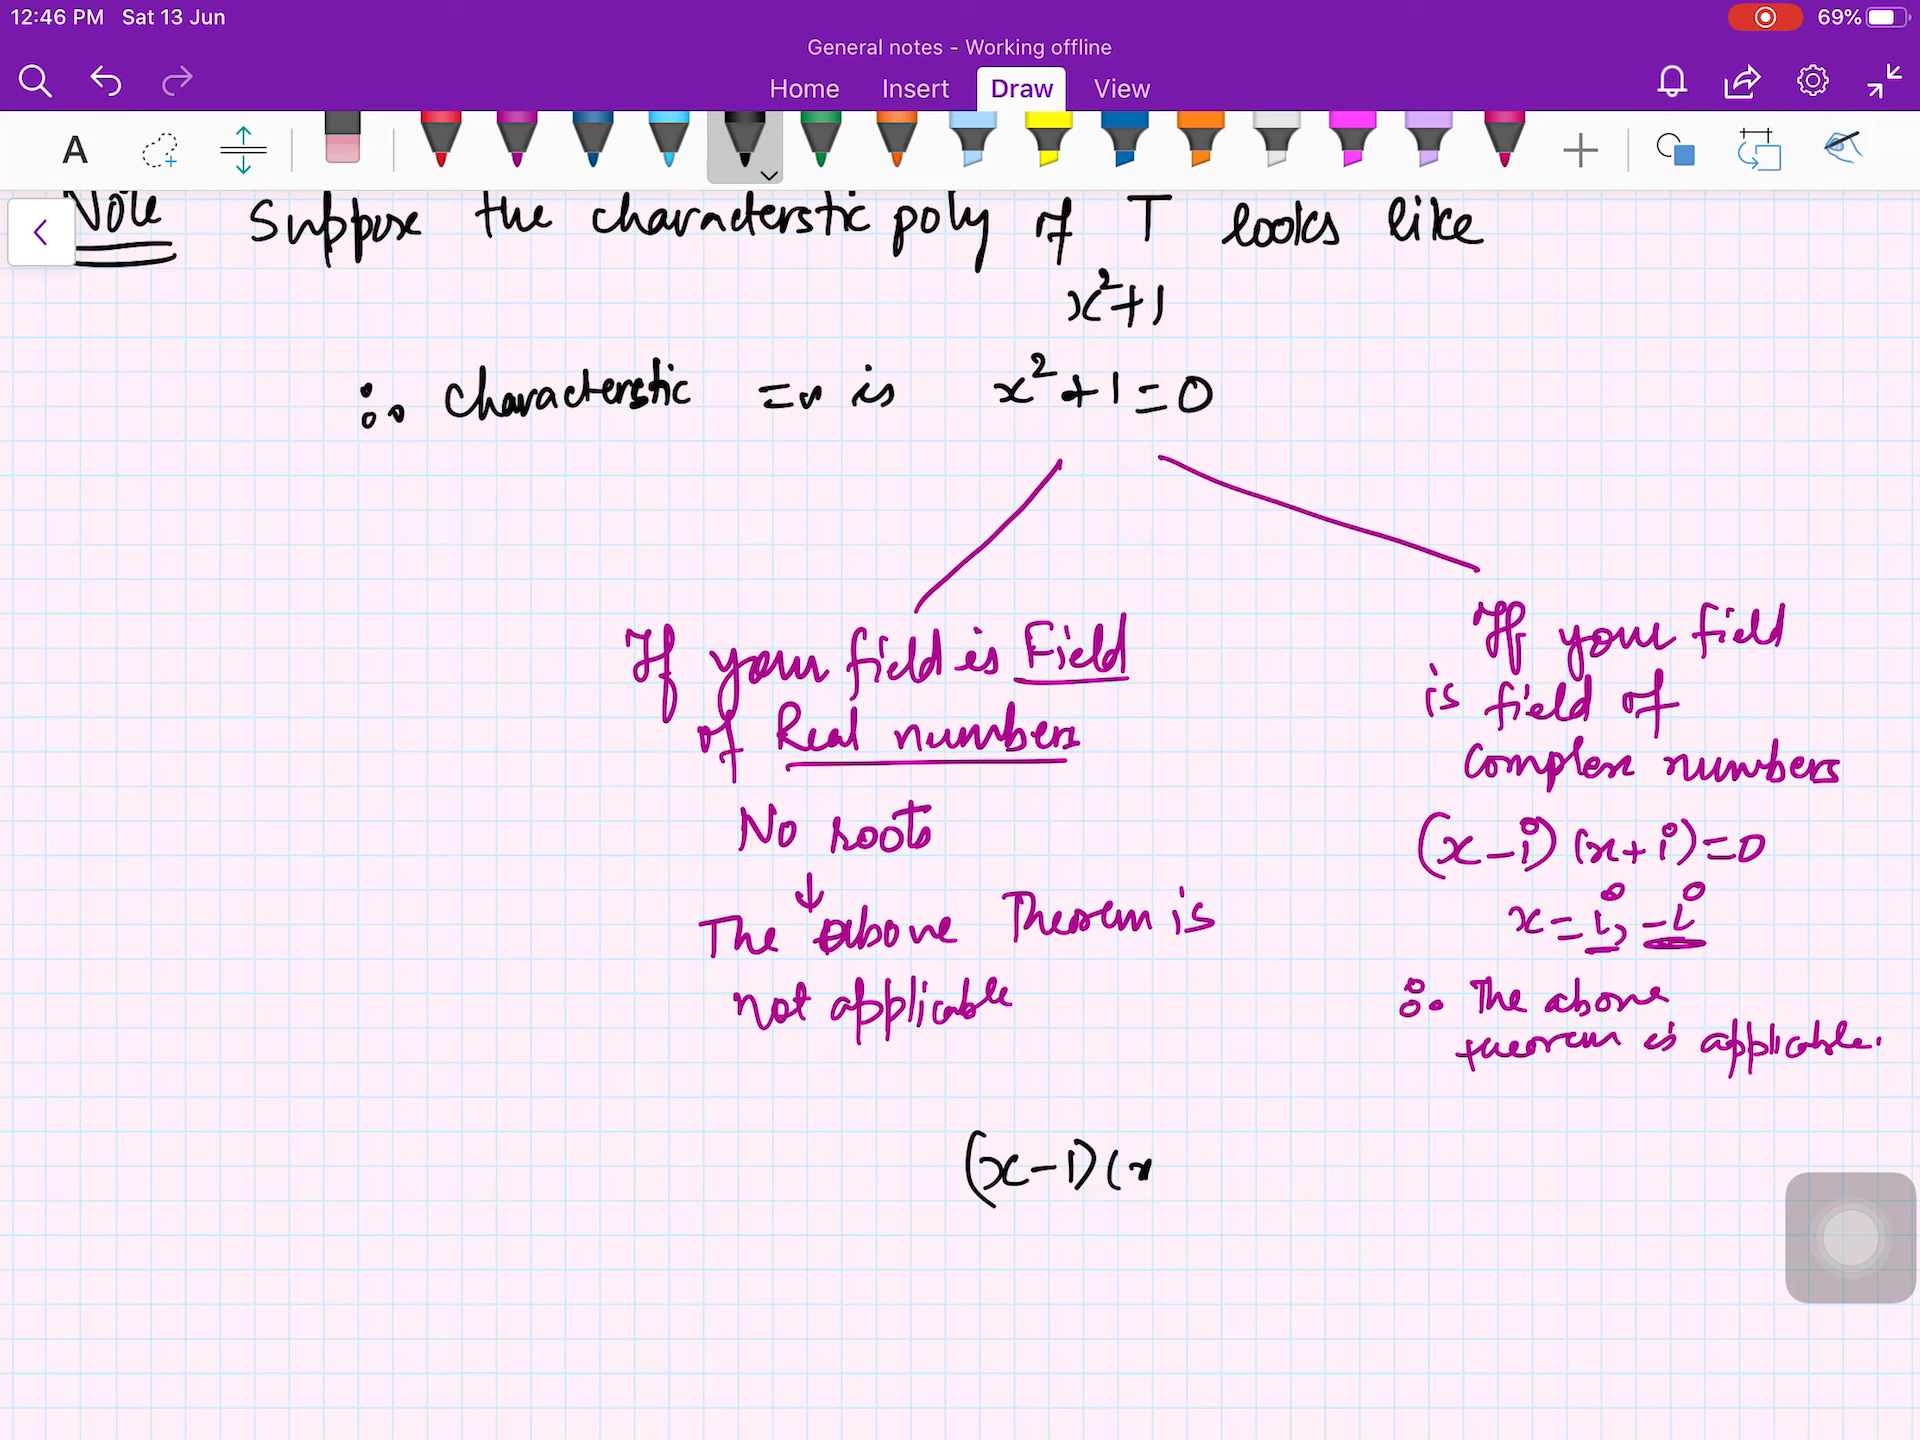 12:46 PM Sat 13 Jun
69%
General notes - Working offline
Home Insert Draw View
A
Note Suppose the characterstic poly of T looks like
x²+1
∴ characterstic =n is x²+1=0
If your field is Field
of Real numbers
No roots
↓
The above Theorem is
not applicable
If your field
is field of
complex numbers
(x-i)(x+i)=0
x=i, -i
∴ The above
theorem is applicable.
(x-1)(x